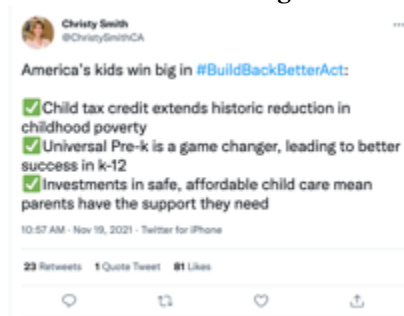 Christy Smith
@ChristySmithCA
America's kids win big in #BuildBackBetterAct:
✅Child tax credit extends historic reduction in
childhood poverty
✅Universal Pre-k is a game changer, leading to better
success in k-12
✅Investments in safe, affordable child care mean
parents have the support they need
10:57 AM · Nov 19, 2021 · Twitter for iPhone
23 Retweets 1 Quote Tweet 81 Likes